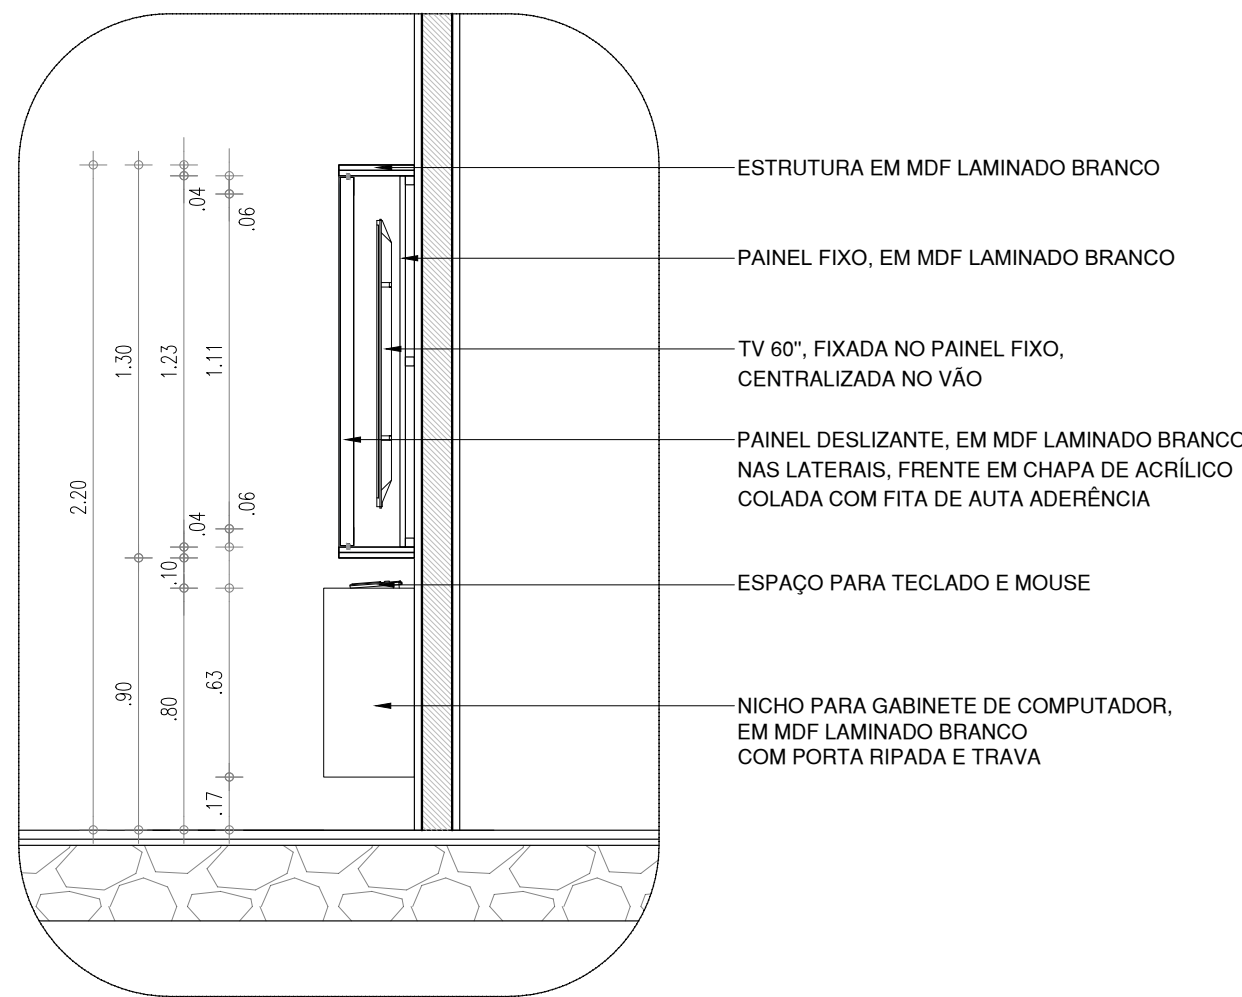 ESTRUTURA EM MDF LAMINADO BRANCO
PAINEL FIXO, EM MDF LAMINADO BRANCO
TV 60", FIXADA NO PAINEL FIXO,
CENTRALIZADA NO VÃO
PAINEL DESLIZANTE, EM MDF LAMINADO BRANCO
NAS LATERAIS, FRENTE EM CHAPA DE ACRÍLICO
COLADA COM FITA DE AUTA ADERÊNCIA
ESPAÇO PARA TECLADO E MOUSE
NICHO PARA GABINETE DE COMPUTADOR,
EM MDF LAMINADO BRANCO
COM PORTA RIPADA E TRAVA
2.20
1.30
.90
.04
1.23
.04
.10
.80
.06
1.11
.06
.63
.17